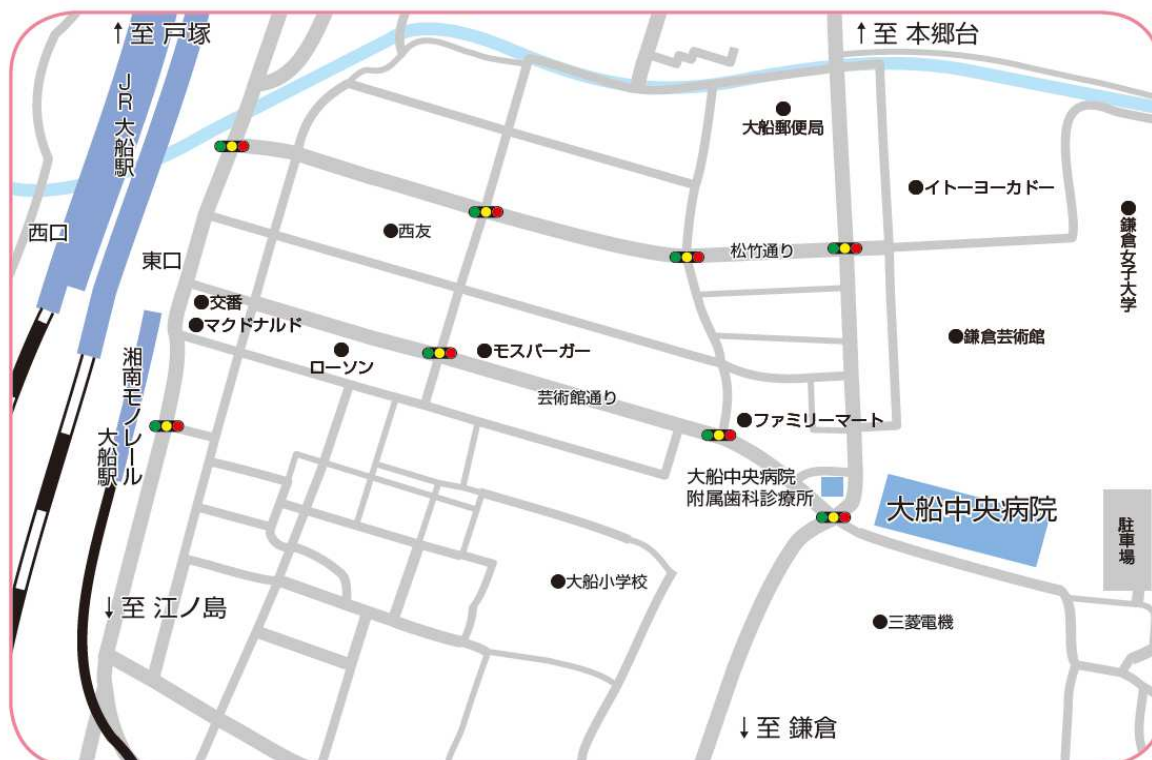 ↑至 戸塚
↑至 本郷台
JR 大船駅
大船郵便局
イトーヨーカドー
西口
西友
松竹通り
鎌倉女子大学
東口
交番
マクドナルド
鎌倉芸術館
湘南モノレール
大船駅
ローソン
モスバーガー
芸術館通り
ファミリーマート
大船中央病院
附属歯科診療所
大船中央病院
駐車場
大船小学校
↓至 江ノ島
三菱電機
↓至 鎌倉